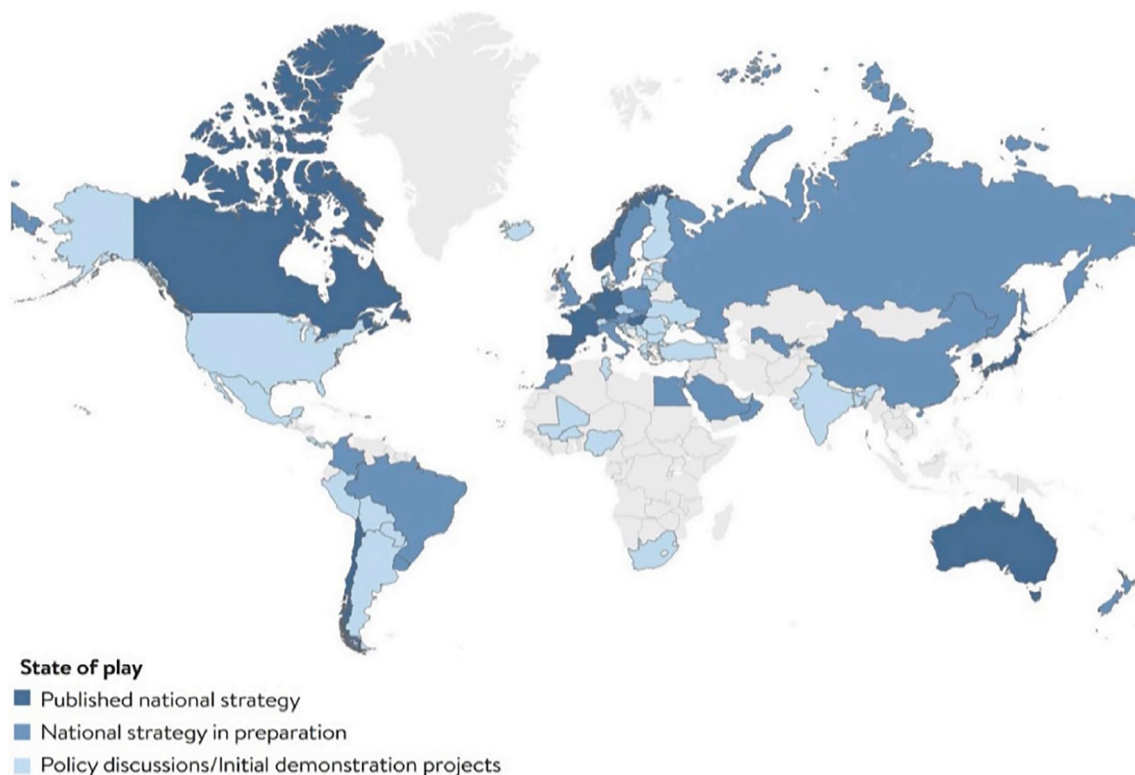 State of play
Published national strategy
National strategy in preparation
Policy discussions/Initial demonstration projects